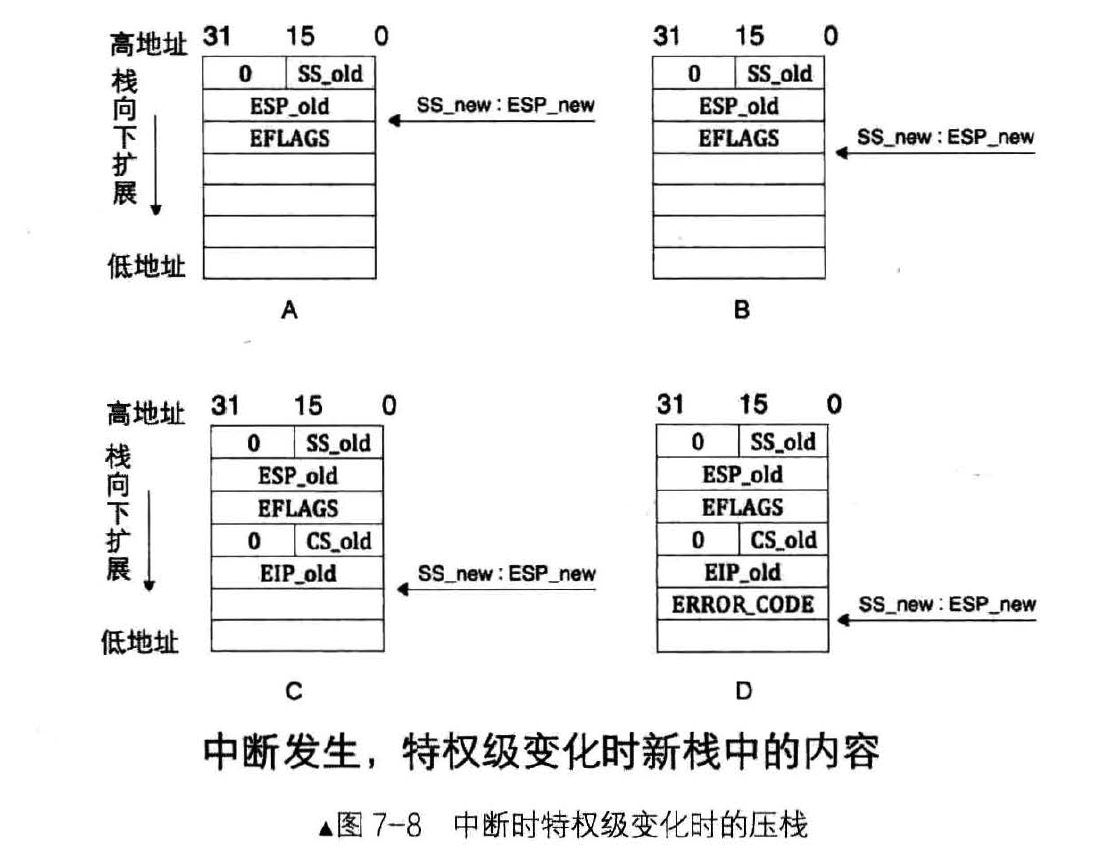 高地址 31 15 0 31 15 0
栈向下扩展 0 SS_old 0 SS_old
ESP_old SS_new : ESP_new ESP_old
EFLAGS EFLAGS SS_new : ESP_new
低地址
A B
高地址 31 15 0 31 15 0
栈向下扩展 0 SS_old 0 SS_old
ESP_old ESP_old
EFLAGS EFLAGS
0 CS_old 0 CS_old
EIP_old SS_new : ESP_new EIP_old
ERROR_CODE SS_new : ESP_new
低地址
C D
中断发生，特权级变化时新栈中的内容
▲图 7-8 中断时特权级变化时的压栈